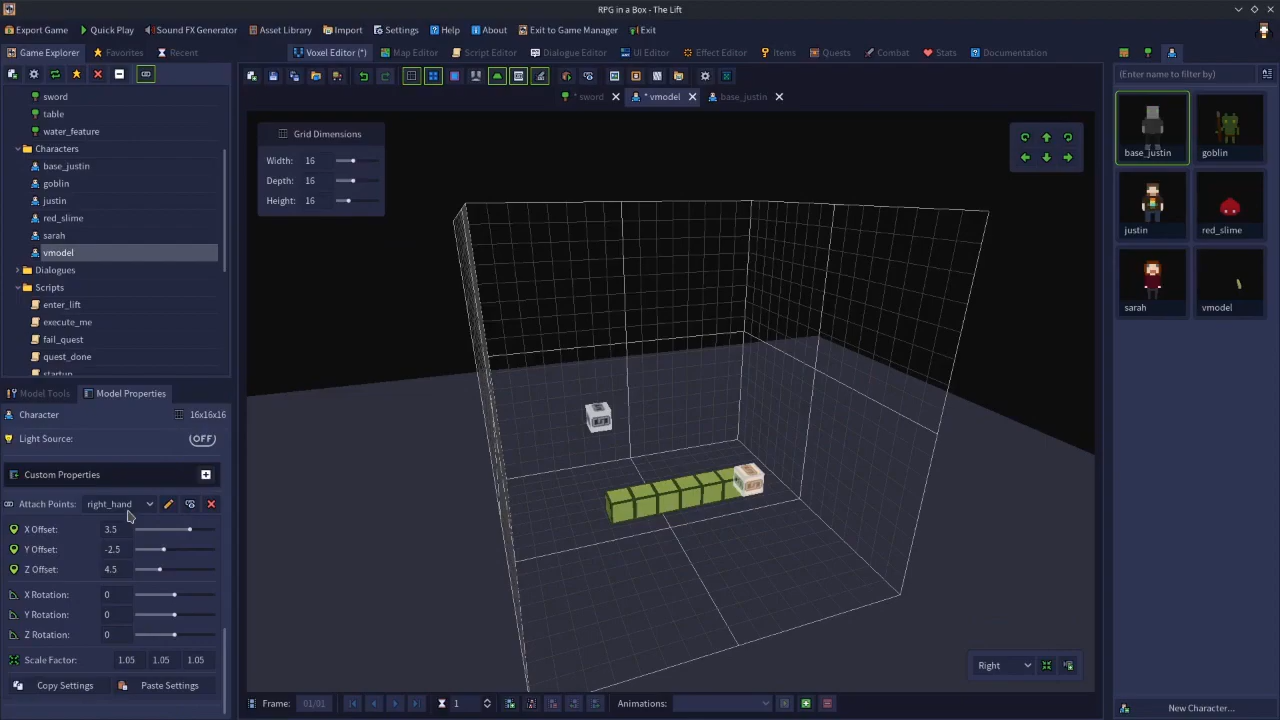 RPG in a Box - The Lift
Export Game Quick Play Sound FX Generator Asset Library Import Settings Help About Exit to Game Manager Exit
Game Explorer Favorites Recent Voxel Editor (*) Map Editor Script Editor Dialogue Editor UI Editor Effect Editor Items Quests Combat Stats Documentation
(Enter name to filter by)
* sword * vmodel base_justin
sword
table
water_feature
Characters
base_justin
goblin
justin
red_slime
sarah
vmodel
Dialogues
Scripts
enter_lift
execute_me
fail_quest
quest_done
startup
Model Tools Model Properties
Character 16x16x16
Light Source: (OFF)
Custom Properties
Attach Points: right_hand
X Offset: 3.5
Y Offset: -2.5
Z Offset: 4.5
X Rotation: 0
Y Rotation: 0
Z Rotation: 0
Scale Factor: 1.05 1.05 1.05
Copy Settings Paste Settings
Grid Dimensions
Width: 16
Depth: 16
Height: 16
Right
Frame: 01/01 1 Animations:
base_justin goblin
justin red_slime
sarah vmodel
New Character...